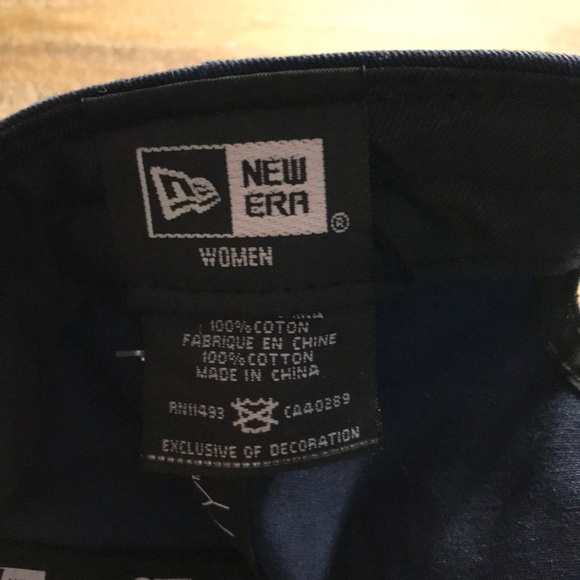 NEW
ERA
®
WOMEN
100% COTON
FABRIQUE EN CHINE
100% COTTON
MADE IN CHINA
RN11493 CA40289
EXCLUSIVE OF DECORATION